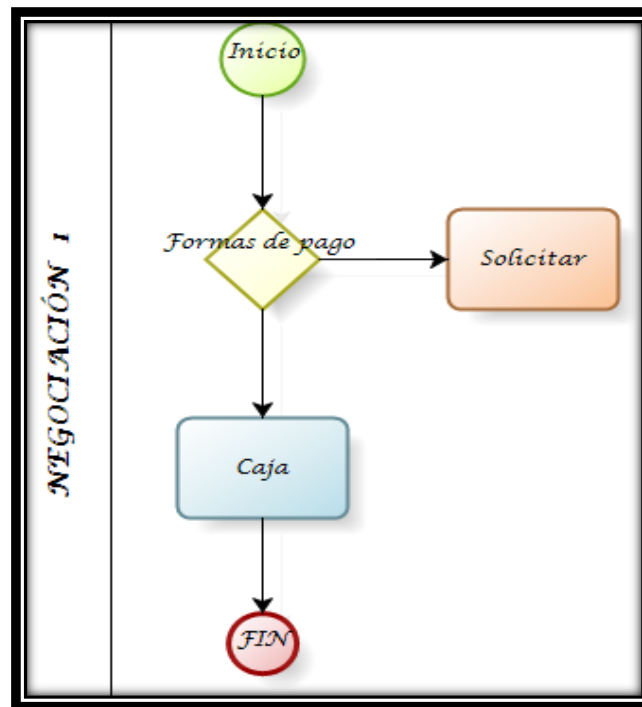 NEGOCIACIÓN 1
Inicio
Formas de pago
Solicitar
Caja
FIN